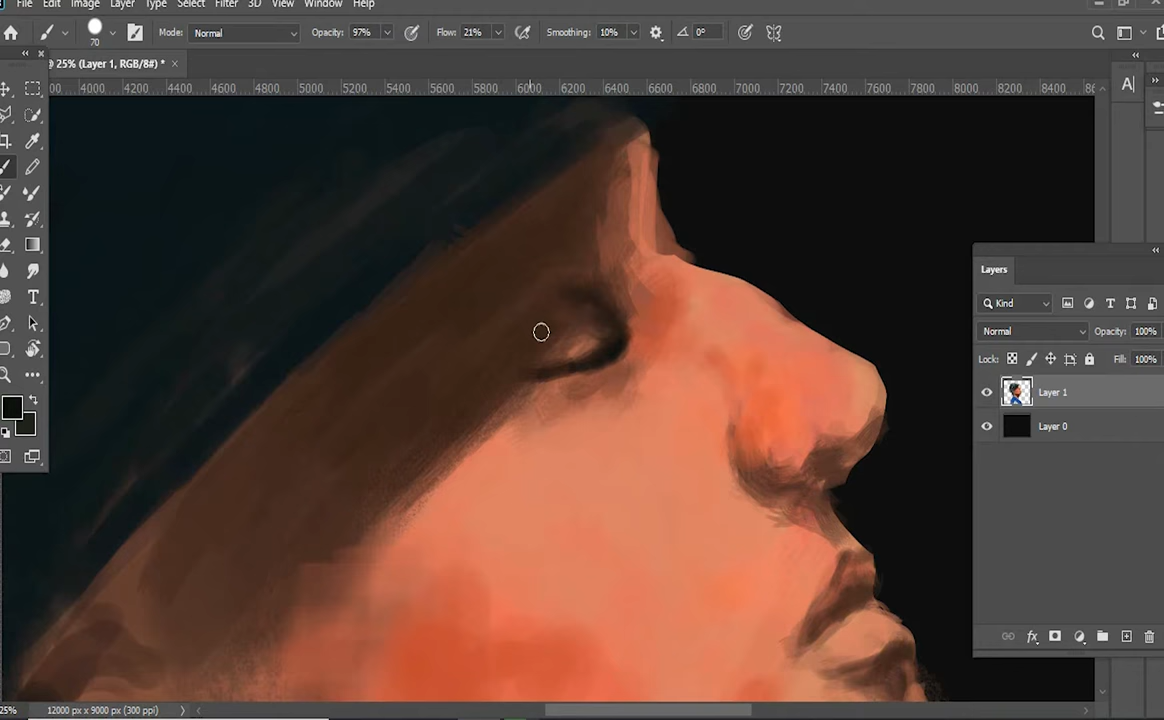 File Edit Image Layer Type Select Filter 3D View Window Help
70 Mode: Normal Opacity: 97% Flow: 21% Smoothing: 10% 0°
@ 25% (Layer 1, RGB/8#) * ×
4000 4200 4400 4600 4800 5000 5200 5400 5600 5800 6000 6200 6400 6600 6800 7000 7200 7400 7600 7800 8000 8200 8400
Layers
Kind
Normal Opacity: 100%
Lock: Fill: 100%
Layer 1
Layer 0
25% 12000 px x 9000 px (300 ppi)